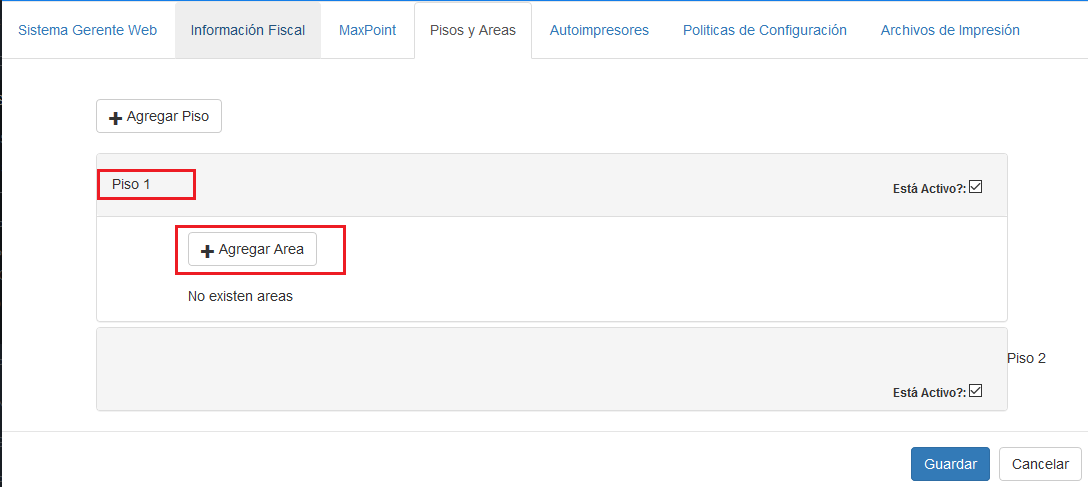 Sistema Gerente Web Información Fiscal MaxPoint Pisos y Areas Autoimpresores Politicas de Configuración Archivos de Impresión
Agregar Piso
Piso 1 Está Activo?:
Agregar Area
No existen areas
Piso 2
Está Activo?:
Guardar Cancelar